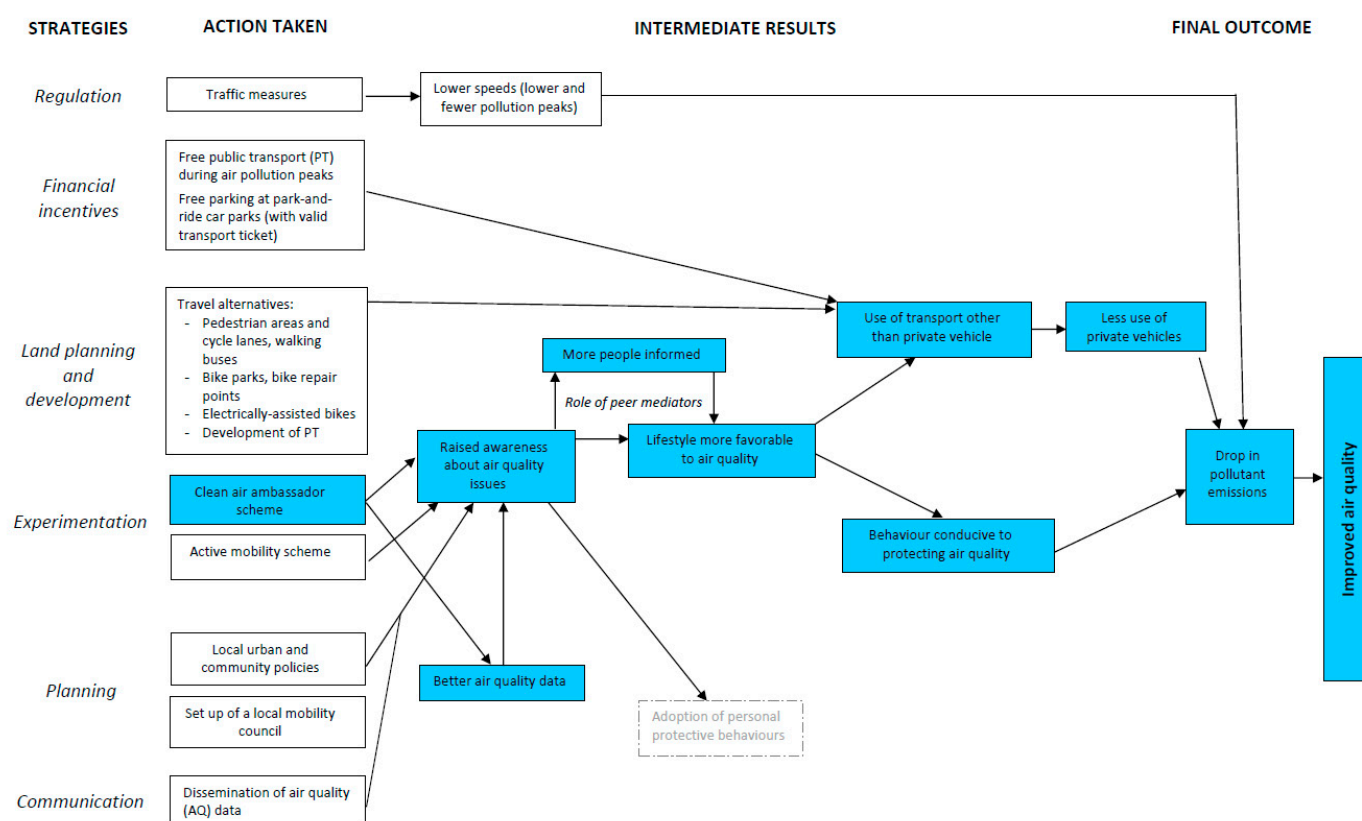 STRATEGIES
ACTION TAKEN
INTERMEDIATE RESULTS
FINAL OUTCOME
Regulation
Traffic measures
Lower speeds (lower and
fewer pollution peaks)
Financial
incentives
Free public transport (PT)
during air pollution peaks
Free parking at park-and-
ride car parks (with valid
transport ticket)
Land planning
and
development
Travel alternatives:
- Pedestrian areas and
cycle lanes, walking
buses
- Bike parks, bike repair
points
- Electrically-assisted bikes
- Development of PT
Use of transport other
than private vehicle
Less use of
private vehicles
More people informed
Role of peer mediators
Raised awareness
about air quality
issues
Lifestyle more favorable
to air quality
Drop in
pollutant
emissions
Improved air quality
Experimentation
Clean air ambassador
scheme
Active mobility scheme
Behaviour conducive to
protecting air quality
Planning
Local urban and
community policies
Set up of a local mobility
council
Better air quality data
Adoption of personal
protective behaviours
Communication
Dissemination of air quality
(AQ) data